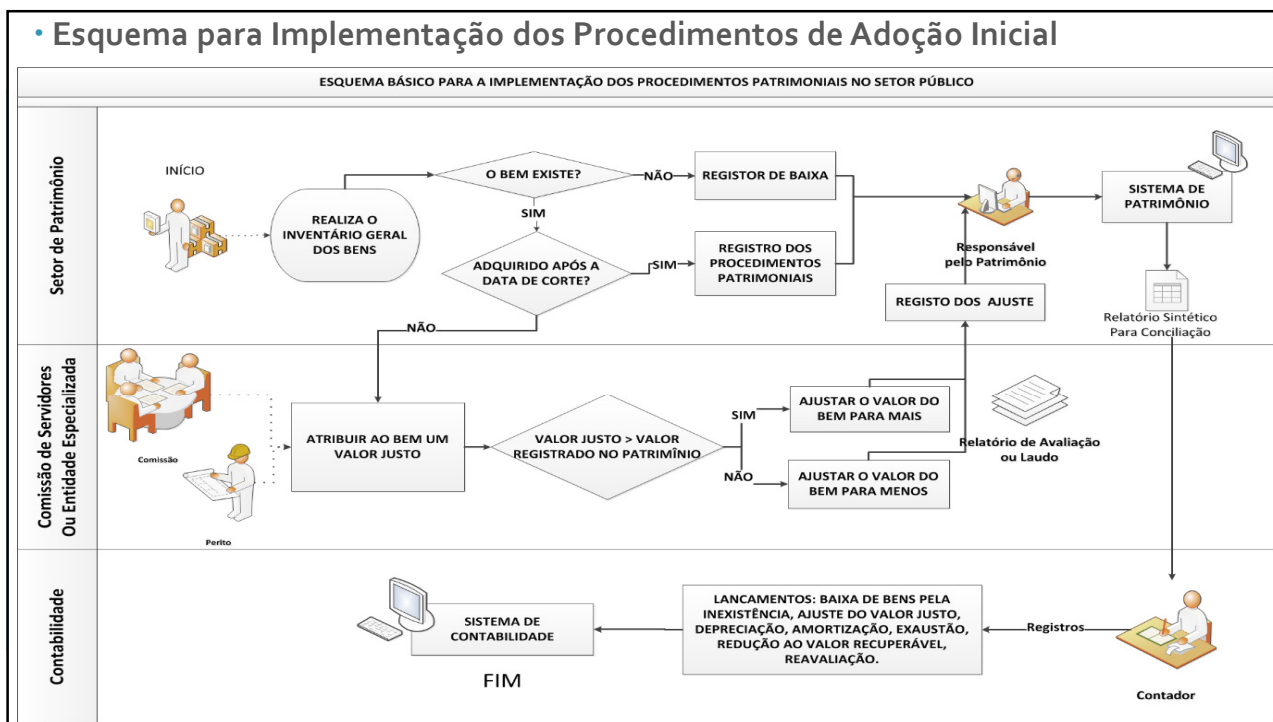 • Esquema para Implementação dos Procedimentos de Adoção Inicial
ESQUEMA BÁSICO PARA A IMPLEMENTAÇÃO DOS PROCEDIMENTOS PATRIMONIAIS NO SETOR PÚBLICO
Setor de Patrimônio
INÍCIO
REALIZA O
INVENTÁRIO GERAL
DOS BENS
O BEM EXISTE?
NÃO
REGISTOR DE BAIXA
SIM
ADQUIRIDO APÓS A
DATA DE CORTE?
SIM
REGISTRO DOS
PROCEDIMENTOS
PATRIMONIAIS
NÃO
Responsável
pelo Patrimônio
SISTEMA DE
PATRIMÔNIO
REGISTO DOS AJUSTE
Relatório Sintético
Para Conciliação
Comissão de Servidores
Ou Entidade Especializada
Comissão
Perito
ATRIBUIR AO BEM UM
VALOR JUSTO
VALOR JUSTO > VALOR
REGISTRADO NO PATRIMÎNIO
SIM
AJUSTAR O VALOR DO
BEM PARA MAIS
NÃO
AJUSTAR O VALOR DO
BEM PARA MENOS
Relatório de Avaliação
ou Laudo
Contabilidade
SISTEMA DE
CONTABILIDADE
FIM
LANCAMENTOS: BAIXA DE BENS PELA
INEXISTÊNCIA, AJUSTE DO VALOR JUSTO,
DEPRECIAÇÃO, AMORTIZAÇÃO, EXAUSTÃO,
REDUÇÃO AO VALOR RECUPERÁVEL,
REAVALIAÇÃO.
Registros
Contador